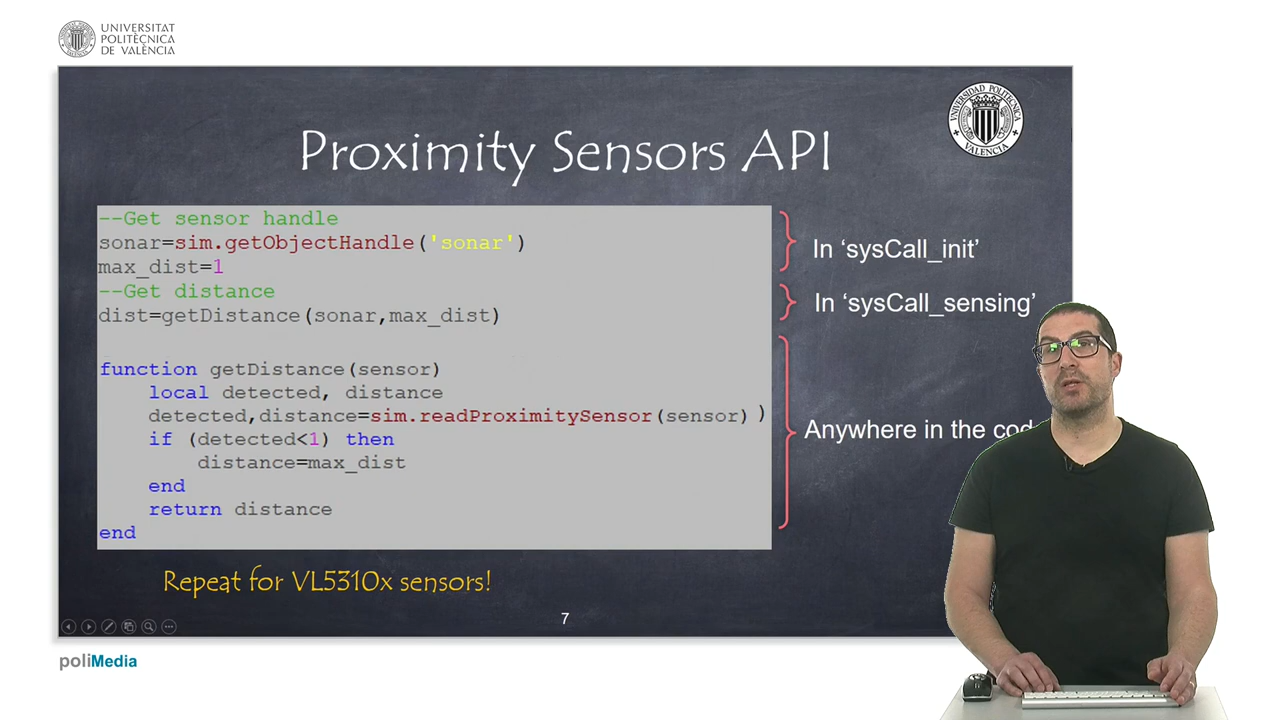 UNIVERSITAT
POLITÈCNICA
DE VALÈNCIA
UNIVERSIDAD POLITECNICA
VALENCIA
Proximity Sensors API
--Get sensor handle
sonar=sim.getObjectHandle('sonar')
max_dist=1
--Get distance
dist=getDistance(sonar,max_dist)
function getDistance(sensor)
local detected, distance
detected,distance=sim.readProximitySensor(sensor) )
if (detected<1) then
distance=max_dist
end
return distance
end
In ‘sysCall_init’
In ‘sysCall_sensing’
Anywhere in the cod
Repeat for VL5310x sensors!
7
poliMedia